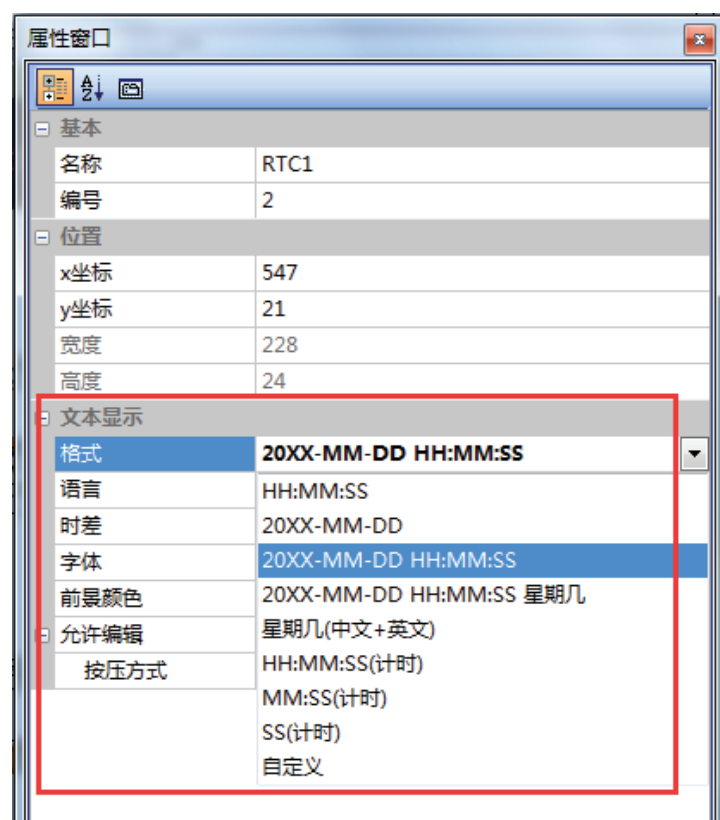 属性窗口
基本
名称 RTC1
编号 2
位置
x坐标 547
y坐标 21
宽度 228
高度 24
文本显示
格式 20XX-MM-DD HH:MM:SS
语言 HH:MM:SS
时差 20XX-MM-DD
字体 20XX-MM-DD HH:MM:SS
前景颜色 20XX-MM-DD HH:MM:SS 星期几
允许编辑 星期几(中文+英文)
按压方式 HH:MM:SS(计时)
MM:SS(计时)
SS(计时)
自定义